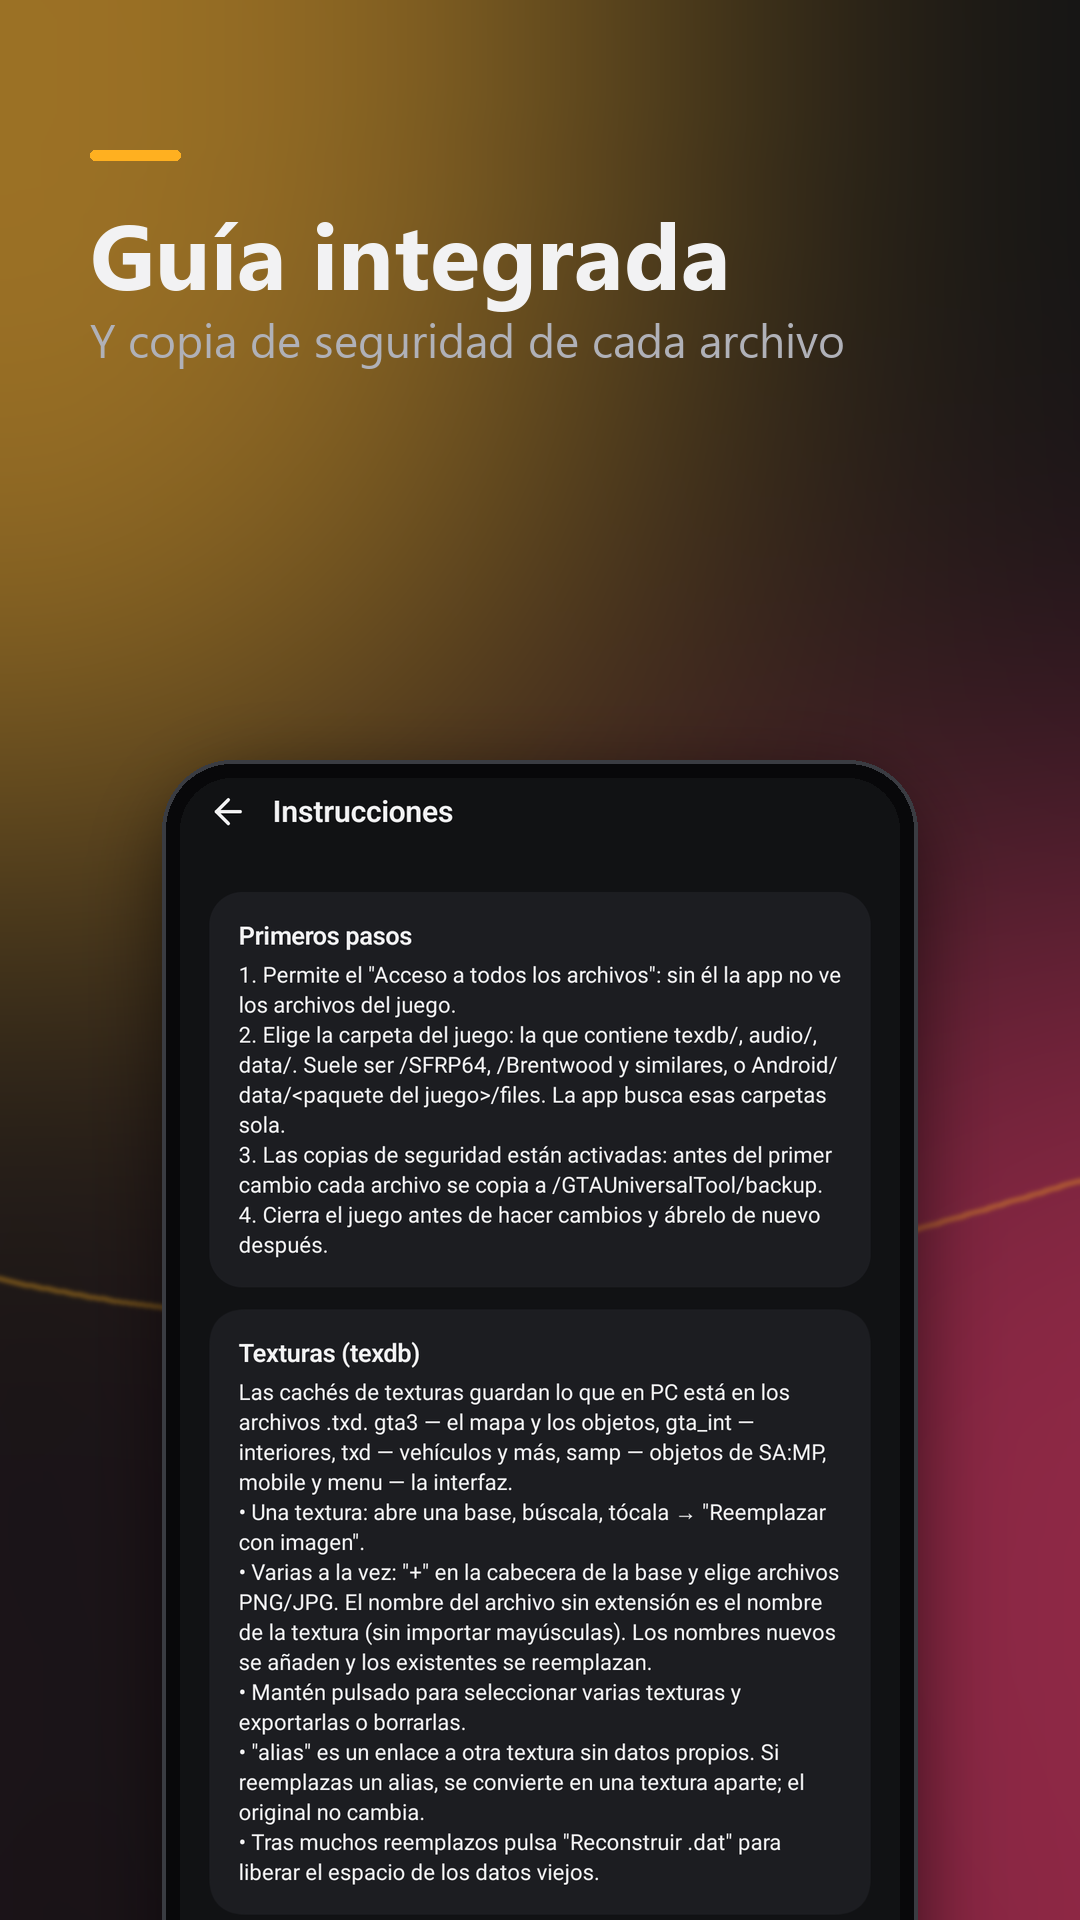 Guía integrada
Y copia de seguridad de cada archivo
Instrucciones
Primeros pasos
1. Permite el "Acceso a todos los archivos": sin él la app no ve
los archivos del juego.
2. Elige la carpeta del juego: la que contiene texdb/, audio/,
data/. Suele ser /SFRP64, /Brentwood y similares, o Android/
data/<paquete del juego>/files. La app busca esas carpetas
sola.
3. Las copias de seguridad están activadas: antes del primer
cambio cada archivo se copia a /GTAUniversalTool/backup.
4. Cierra el juego antes de hacer cambios y ábrelo de nuevo
después.
Texturas (texdb)
Las cachés de texturas guardan lo que en PC está en los
archivos .txd. gta3 — el mapa y los objetos, gta_int —
interiores, txd — vehículos y más, samp — objetos de SA:MP,
mobile y menu — la interfaz.
• Una textura: abre una base, búscala, tócala → "Reemplazar
con imagen".
• Varias a la vez: "+" en la cabecera de la base y elige archivos
PNG/JPG. El nombre del archivo sin extensión es el nombre
de la textura (sin importar mayúsculas). Los nombres nuevos
se añaden y los existentes se reemplazan.
• Mantén pulsado para seleccionar varias texturas y
exportarlas o borrarlas.
• "alias" es un enlace a otra textura sin datos propios. Si
reemplazas un alias, se convierte en una textura aparte; el
original no cambia.
• Tras muchos reemplazos pulsa "Reconstruir .dat" para
liberar el espacio de los datos viejos.